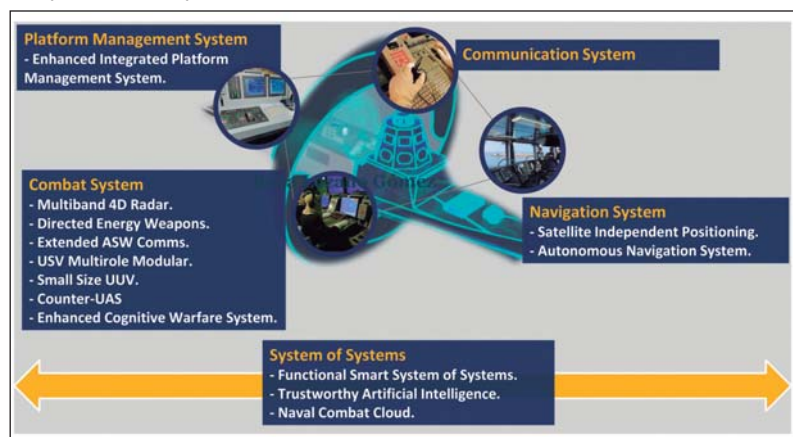 Platform Management System
- Enhanced Integrated Platform
Management System.
Communication System
Combat System
- Multiband 4D Radar.
- Directed Energy Weapons.
- Extended ASW Comms.
- USV Multirole Modular.
- Small Size UUV.
- Counter-UAS
- Enhanced Cognitive Warfare System.
Navigation System
- Satellite Independent Positioning.
- Autonomous Navigation System.
System of Systems
- Functional Smart System of Systems.
- Trustworthy Artificial Intelligence.
- Naval Combat Cloud.